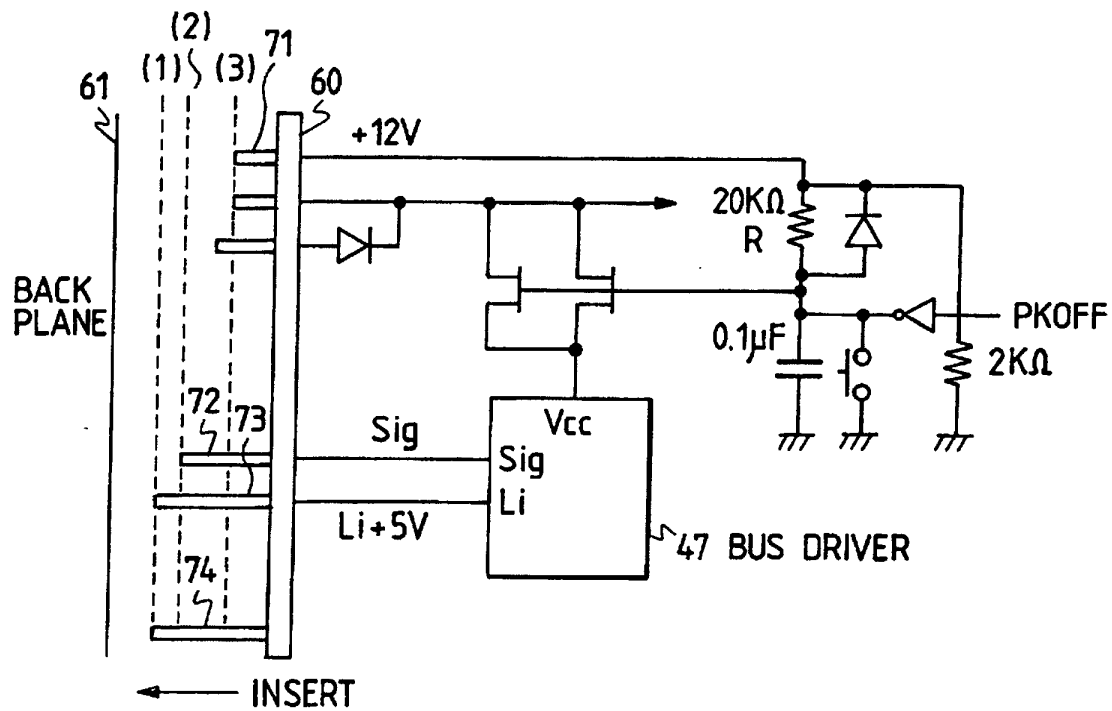 (2)
(1)
(3)
71
61
60
+12V
20KΩ
R
BACK
PLANE
PKOFF
0.1μF
2KΩ
72
73
Sig
Vcc
Sig
Li
Li+5V
47 BUS DRIVER
74
INSERT